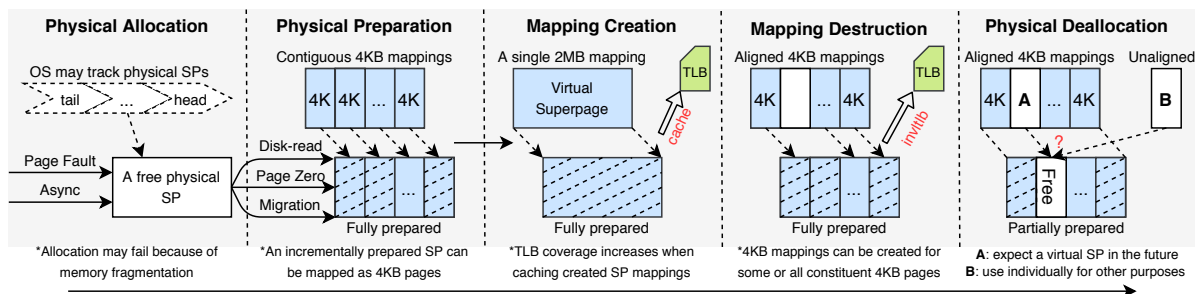 Physical Allocation
OS may track physical SPs
tail
...
head
Page Fault
Async
A free physical
SP
*Allocation may fail because of
memory fragmentation
Physical Preparation
Contiguous 4KB mappings
4K
4K
...
4K
Disk-read
Page Zero
Migration
...
Fully prepared
*An incrementally prepared SP can
be mapped as 4KB pages
Mapping Creation
A single 2MB mapping
TLB
Virtual
Superpage
cache
Fully prepared
*TLB coverage increases when
caching created SP mappings
Mapping Destruction
Aligned 4KB mappings
TLB
4K
...
4K
invltlb
...
Fully prepared
*4KB mappings can be created for
some or all constituent 4KB pages
Physical Deallocation
Aligned 4KB mappings
Unaligned
4K
A
...
4K
B
?
Free
...
Partially prepared
A: expect a virtual SP in the future
B: use individually for other purposes